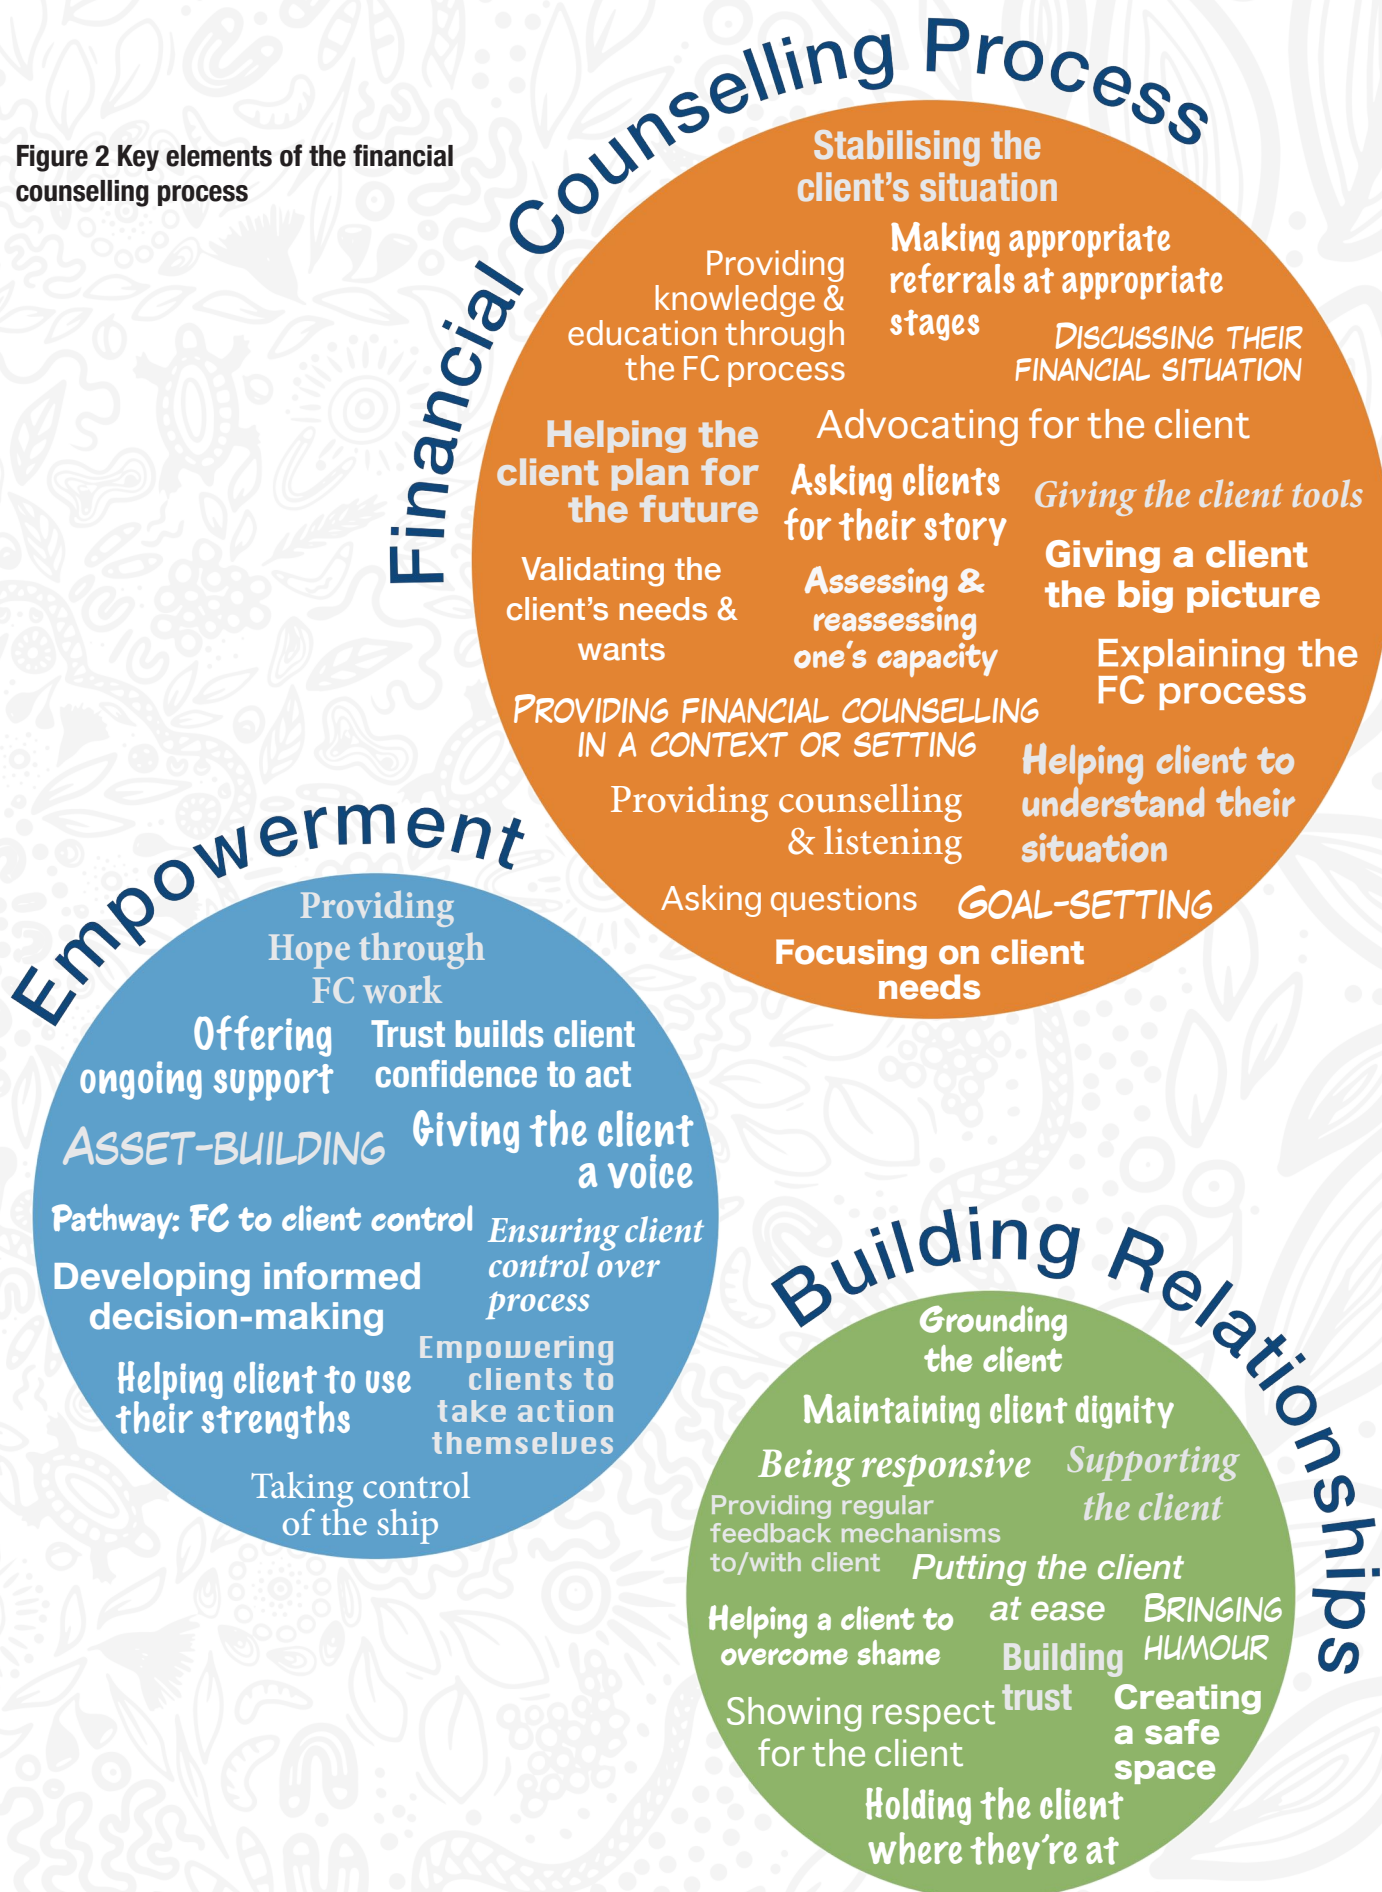 Figure 2 Key elements of the financial
counselling process
Financial Counselling Process
Stabilising the
client's situation
Making appropriate
referrals at appropriate
stages
Providing
knowledge &
education through
the FC process
DISCUSSING THEIR
FINANCIAL SITUATION
Advocating for the client
Helping the
client plan for
the future
Asking clients
for their story
Giving the client tools
Giving a client
the big picture
Validating the
client's needs &
wants
Assessing &
reassessing
one's capacity
Explaining the
FC process
PROVIDING FINANCIAL COUNSELLING
IN A CONTEXT OR SETTING
Helping client to
understand their
situation
Providing counselling
& listening
Asking questions
GOAL-SETTING
Focusing on client
needs
Empowerment
Providing
Hope through
FC work
Offering
ongoing support
Trust builds client
confidence to act
ASSET-BUILDING
Giving the client
a voice
Pathway: FC to client control
Ensuring client
control over
process
Developing informed
decision-making
Empowering
clients to
take action
themselves
Helping client to use
their strengths
Taking control
of the ship
Building Relationships
Grounding
the client
Maintaining client dignity
Being responsive
Supporting
the client
Providing regular
feedback mechanisms
to/with client
Putting the client
at ease
BRINGING
HUMOUR
Helping a client to
overcome shame
Building
trust
Showing respect
for the client
Creating
a safe
space
Holding the client
where they're at